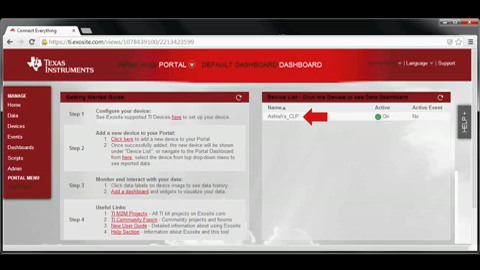 Connect Everything
https://ti.exosite.com/views/1078439100/2213423599
TEXAS INSTRUMENTS
PORTAL
DEFAULT DASHBOARD DASHBOARD
| Language | Support
MANAGE
Home
Data
Devices
Events
Dashboards
Scripts
Admin
PORTAL MENU
Getting Started Guide
Step 1
Configure your device:
See Exosite-supported TI Devices here to set up your device.
Step 2
Add a new device to your Portal:
1. Click here to add a new device to your Portal
2. Once successfully added, the new device will be shown
under "Device List", or navigate to the Portal Dashboard
from here, select the device from top drop-down menu to
see reported data
Step 3
Monitor and interact with your data:
1. Click data labels on device image to see data history.
2. Add a dashboard and widgets to visualize your data.
Step 4
Useful Links:
1. TI M2M Projects - All TI kit projects on Exosite.com
2. TI Community Forum - Community projects and forums
3. New User Guide - Detailed information about using Exosite
4. Help Section - Information about Exosite and this tool
Device List - Click the Device to see Data Dashboard
Name
Active
Active Event
Ashish's_CLP
On
No
HELP